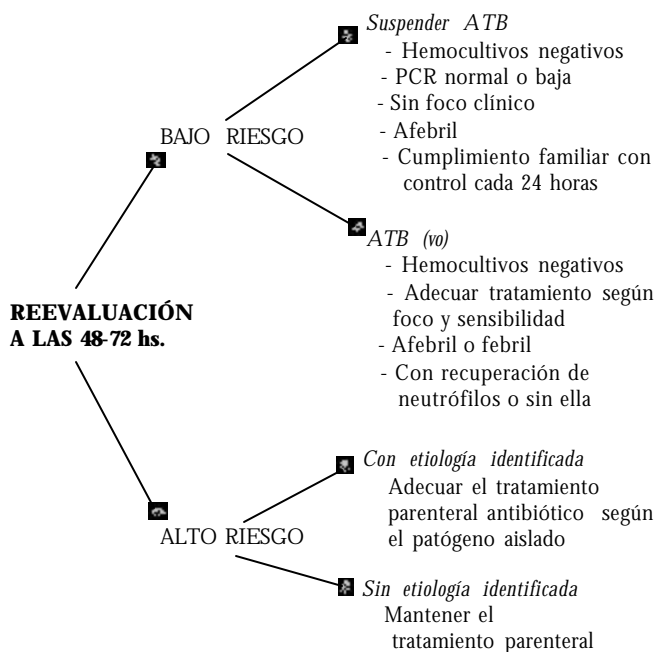 Suspender ATB
- Hemocultivos negativos
- PCR normal o baja
- Sin foco clínico
- Afebril
- Cumplimiento familiar con
control cada 24 horas
BAJO RIESGO
ATB (vo)
- Hemocultivos negativos
- Adecuar tratamiento según
foco y sensibilidad
- Afebril o febril
- Con recuperación de
neutrófilos o sin ella
REEVALUACIÓN
A LAS 48-72 hs.
Con etiología identificada
Adecuar el tratamiento
parenteral antibiótico según
el patógeno aislado
ALTO RIESGO
Sin etiología identificada
Mantener el
tratamiento parenteral